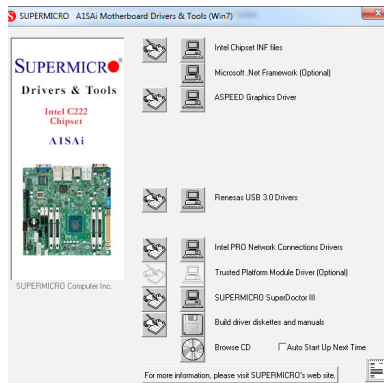 SUPERMICRO A1SAi Motherboard Drivers & Tools (Win7)
SUPERMICR
Drivers & Tools
Intel C222
Chipset
A1SAi
SUPERMICRO Computer Inc.
Intel Chipset INF files
Microsoft .Net Framework (Optional)
ASPEED Graphics Driver
Renesas USB 3.0 Drivers
Intel PRO Network Connections Drivers
Trusted Platform Module Driver (Optional)
SUPERMICRO SuperDoctor III
Build driver diskettes and manuals
Browse CD
Auto Start Up Next Time
For more information, please visit SUPERMICRO's web site.